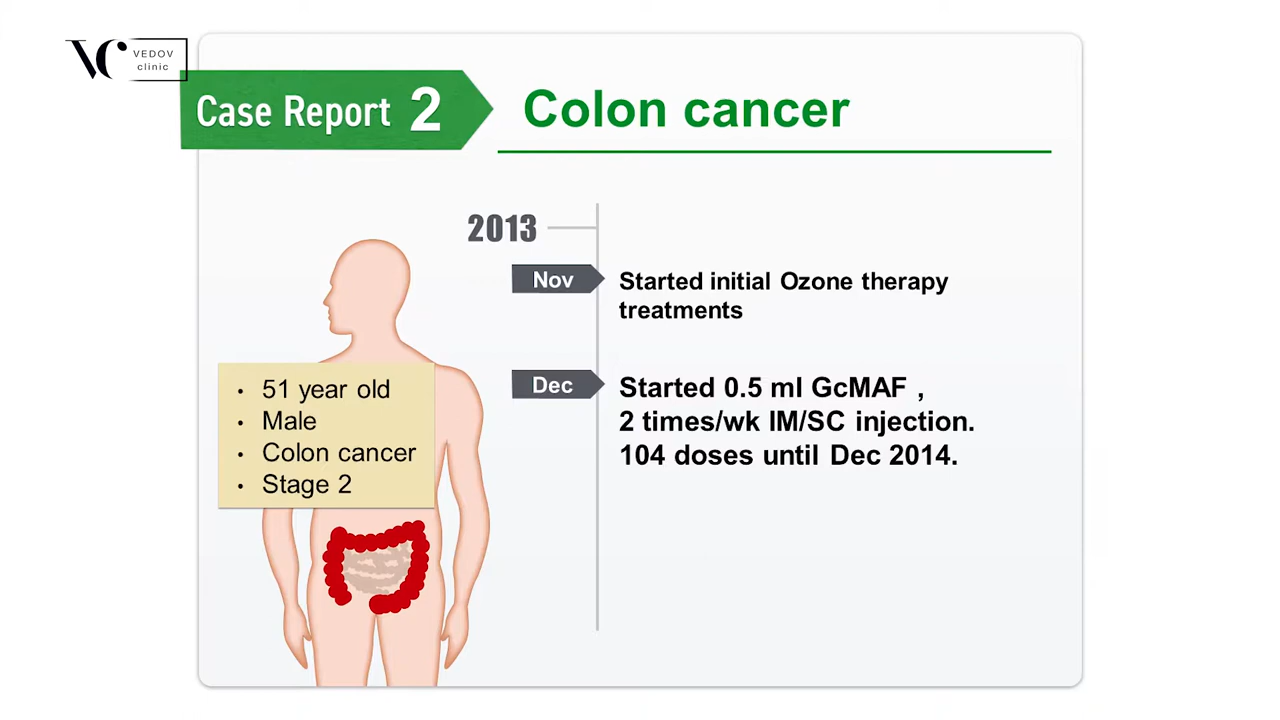 VC VEDOV
clinic
Case Report 2
Colon cancer
2013
Nov
Started initial Ozone therapy
treatments
• 51 year old
• Male
• Colon cancer
• Stage 2
Dec
Started 0.5 ml GcMAF ,
2 times/wk IM/SC injection.
104 doses until Dec 2014.